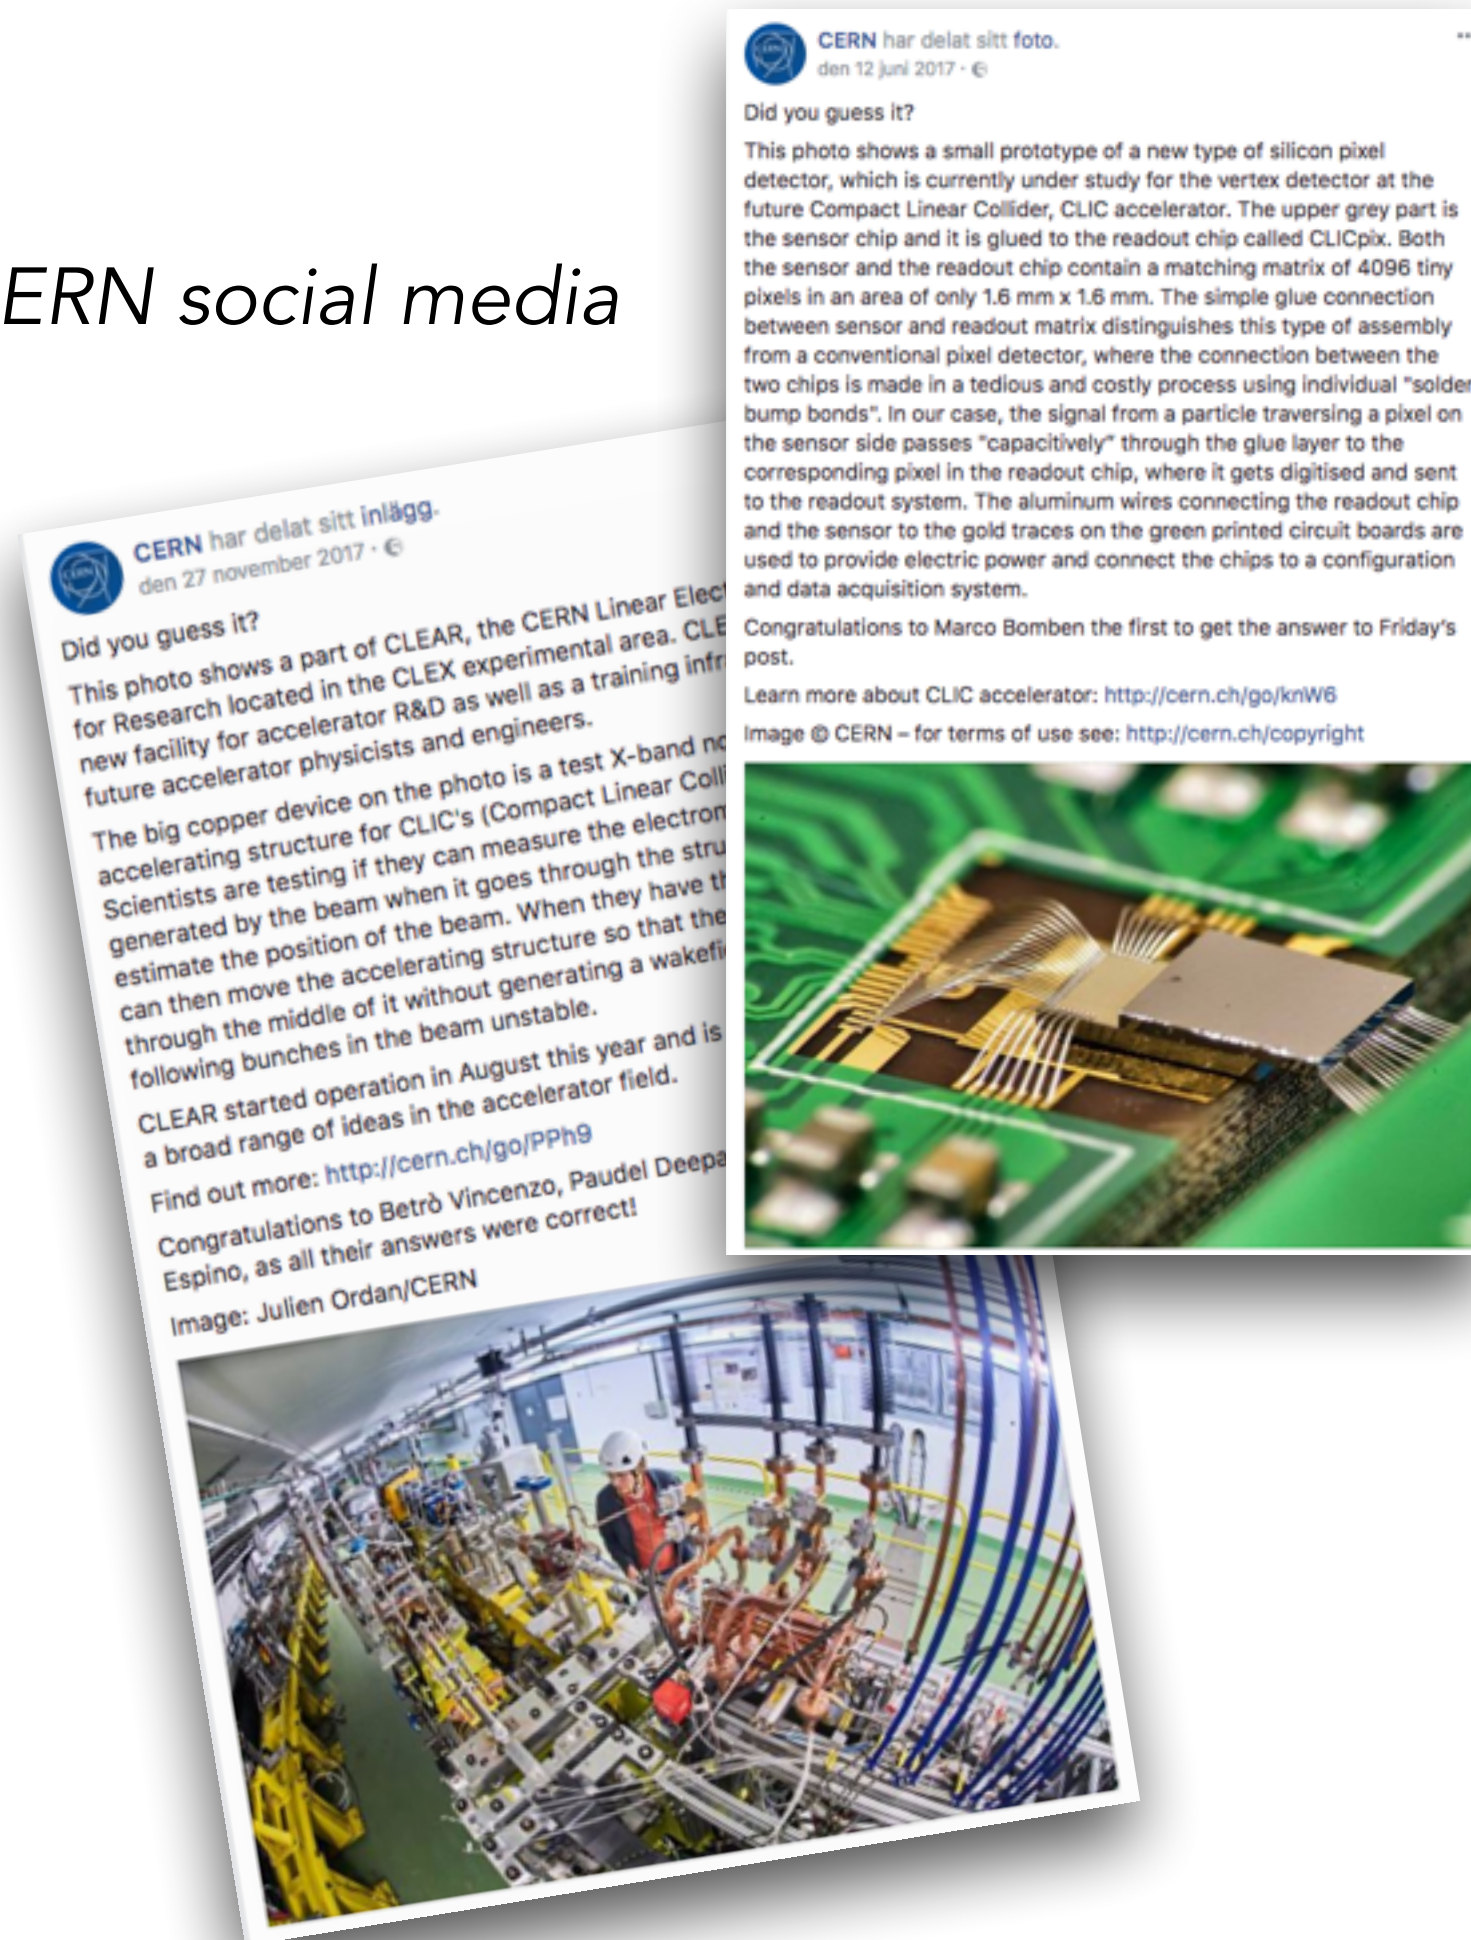 ERN social media
CERN har delat sitt foto.
den 12 juni 2017 ·
Did you guess it?
This photo shows a small prototype of a new type of silicon pixel
detector, which is currently under study for the vertex detector at the
future Compact Linear Collider, CLIC accelerator. The upper grey part is
the sensor chip and it is glued to the readout chip called CLICpix. Both
the sensor and the readout chip contain a matching matrix of 4096 tiny
pixels in an area of only 1.6 mm x 1.6 mm. The simple glue connection
between sensor and readout matrix distinguishes this type of assembly
from a conventional pixel detector, where the connection between the
two chips is made in a tedious and costly process using individual "solder
bump bonds". In our case, the signal from a particle traversing a pixel on
the sensor side passes "capacitively" through the glue layer to the
corresponding pixel in the readout chip, where it gets digitised and sent
to the readout system. The aluminum wires connecting the readout chip
and the sensor to the gold traces on the green printed circuit boards are
used to provide electric power and connect the chips to a configuration
and data acquisition system.
Congratulations to Marco Bomben the first to get the answer to Friday's
post.
Learn more about CLIC accelerator: http://cern.ch/go/knW6
Image © CERN – for terms of use see: http://cern.ch/copyright
CERN
CERN har delat sitt inlägg.
den 27 november 2017 ·
Did you guess it?
This photo shows a part of CLEAR, the CERN Linear Elect
for Research located in the CLEX experimental area. CLE
new facility for accelerator R&D as well as a training infr
future accelerator physicists and engineers.
The big copper device on the photo is a test X-band no
accelerating structure for CLIC's (Compact Linear Colli
Scientists are testing if they can measure the electrom
generated by the beam when it goes through the stru
estimate the position of the beam. When they have th
can then move the accelerating structure so that the
through the middle of it without generating a wakefie
following bunches in the beam unstable.
CLEAR started operation in August this year and is
a broad range of ideas in the accelerator field.
Find out more: http://cern.ch/go/PPh9
Congratulations to Betrò Vincenzo, Paudel Deepa
Espino, as all their answers were correct!
Image: Julien Ordan/CERN